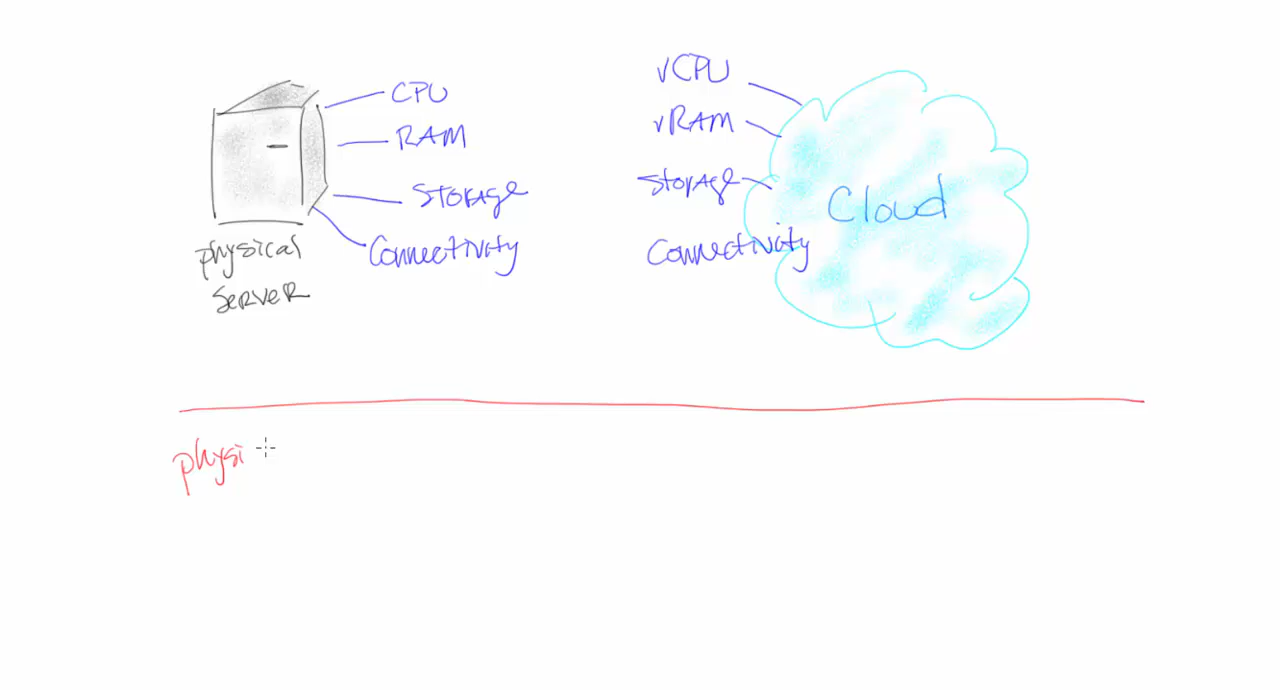 CPU
RAM
Storage
Connectivity
physical
server
vCPU
vRAM
Storage
Connectivity
Cloud
physi